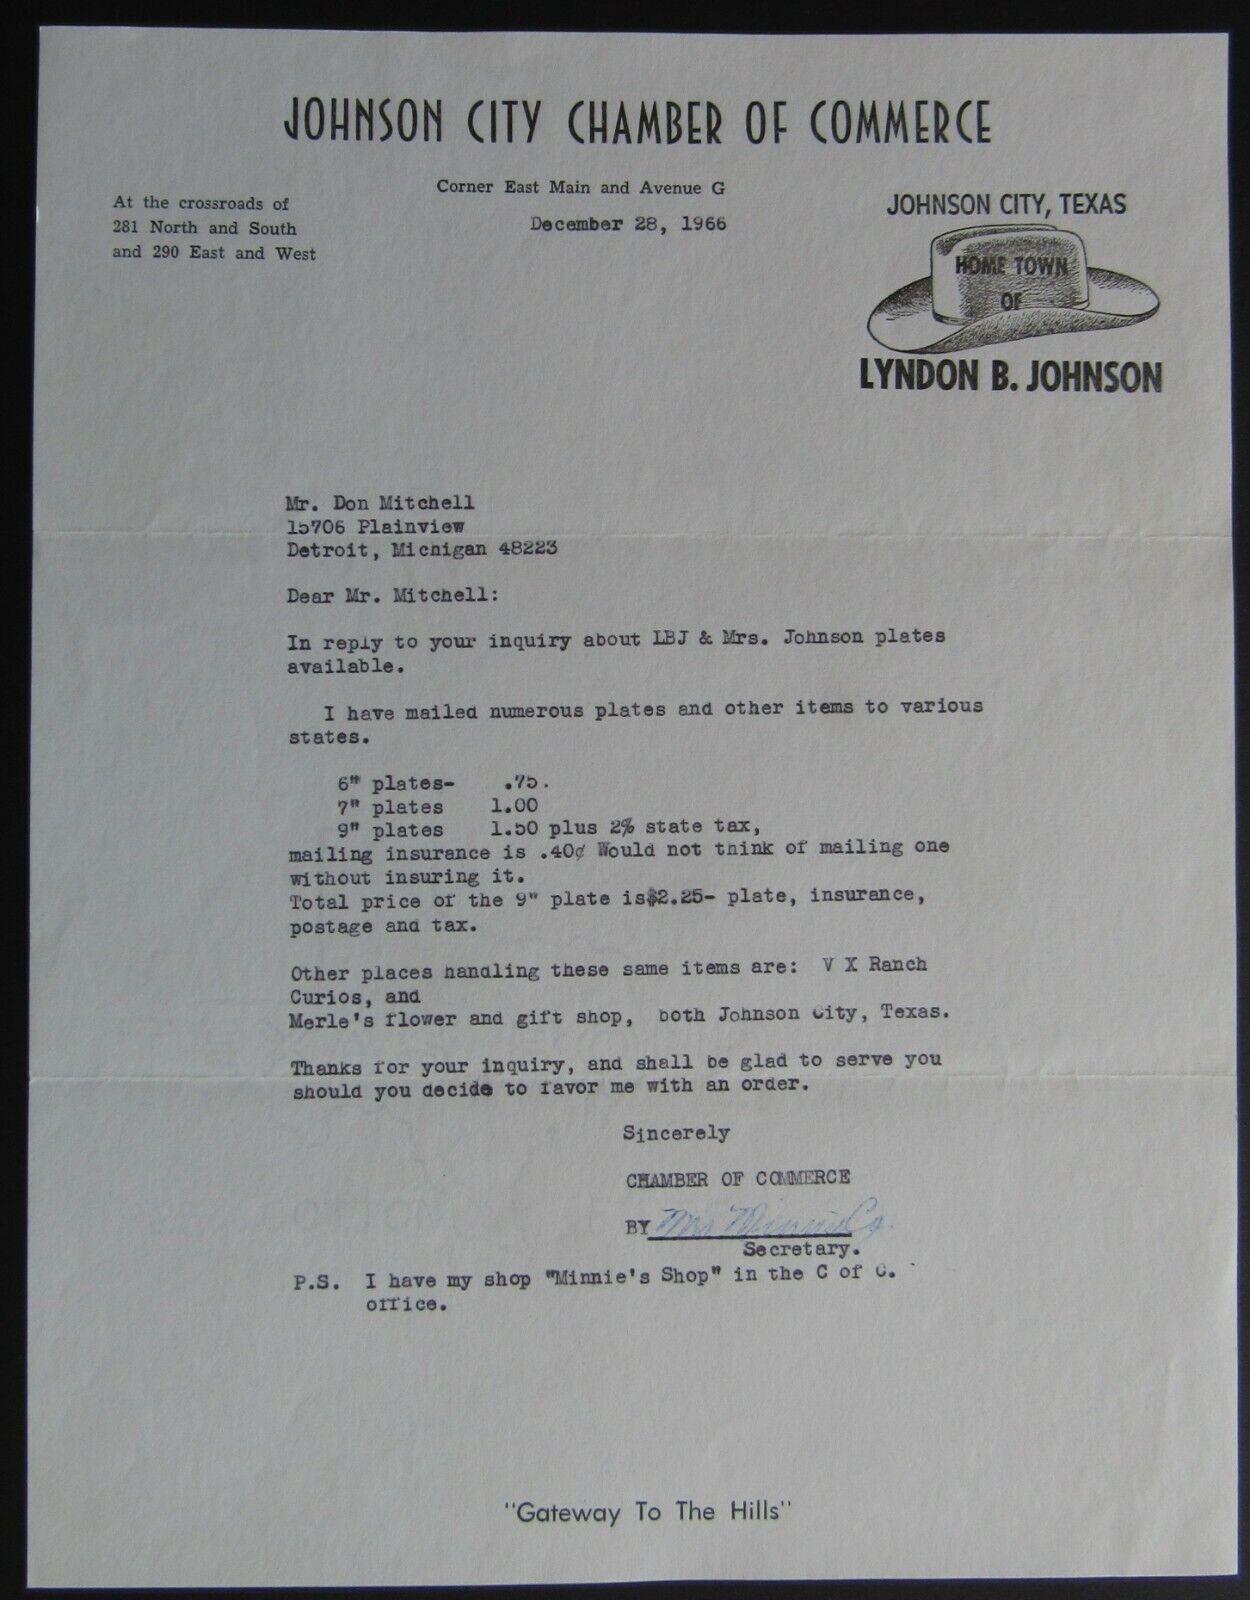 JOHNSON CITY CHAMBER OF COMMERCE
Corner East Main and Avenue G
At the crossroads of
281 North and South
and 290 East and West
December 28, 1966
JOHNSON CITY, TEXAS
HOME TOWN
OF
LYNDON B. JOHNSON
Mr. Don Mitchell
15706 Plainview
Detroit, Michigan 48223
Dear Mr. Mitchell:
In reply to your inquiry about LBJ & Mrs. Johnson plates
available.
I have mailed numerous plates and other items to various
states.
6" plates- .75.
7" plates 1.00
9" plates 1.50 plus 2% state tax,
mailing insurance is .40¢ Would not think of mailing one
without insuring it.
Total price of the 9" plate is$2.25- plate, insurance,
postage and tax.
Other places handling these same items are: V X Ranch
Curios, and
Merle's flower and gift shop, both Johnson City, Texas.
Thanks for your inquiry, and shall be glad to serve you
should you decide to favor me with an order.
Sincerely
CHAMBER OF COMMERCE
BY Mrs Minnie
Secretary.
P.S. I have my shop "Minnie's Shop" in the C of C.
office.
"Gateway To The Hills"